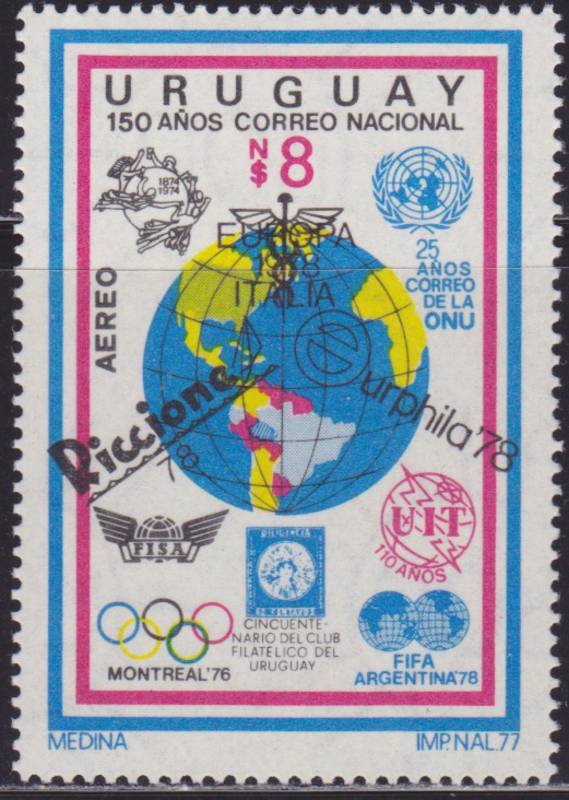 URUGUAY
150 AÑOS CORREO NACIONAL
N$ 8
1874
1974
EUROPA
1978
ITALIA
25
AÑOS
CORREO
DE LA
ONU
AEREO
Riccione
78
eurphila'78
FISA
UIT
110 AÑOS
MONTREAL'76
CINCUENTE-
NARIO DEL CLUB
FILATELICO DEL
URUGUAY
FIFA
ARGENTINA'78
MEDINA
IMP.NAL.77